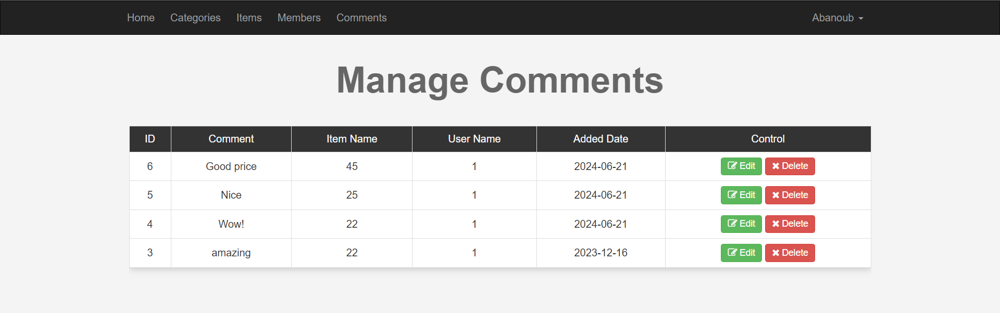 Home Categories Items Members Comments Abanoub
Manage Comments
ID Comment Item Name User Name Added Date Control
6 Good price 45 1 2024-06-21 Edit Delete
5 Nice 25 1 2024-06-21 Edit Delete
4 Wow! 22 1 2024-06-21 Edit Delete
3 amazing 22 1 2023-12-16 Edit Delete